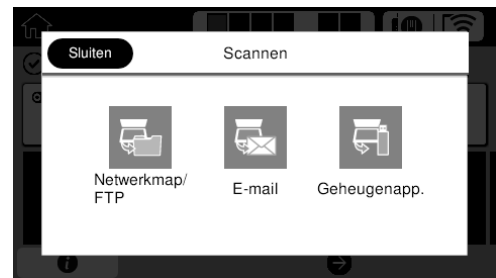 Sluiten
Scannen
Netwerkmap/
FTP
E-mail
Geheugenapp.